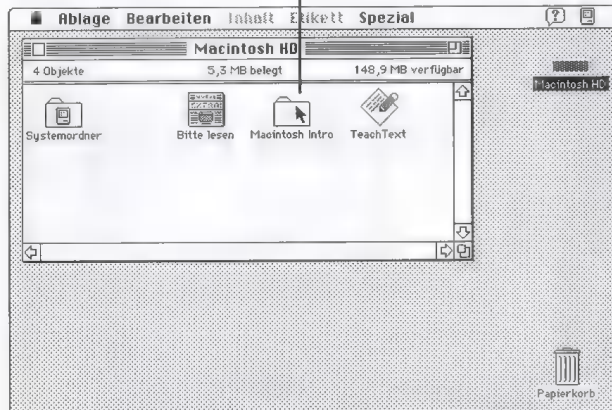 Ablage Bearbeiten Inhalt Etikett Spezial
Macintosh HD
4 Objekte 5,3 MB belegt 148,9 MB verfügbar
Macintosh HD
Systemordner Bitte lesen Macintosh Intro TeachText
Papierkorb